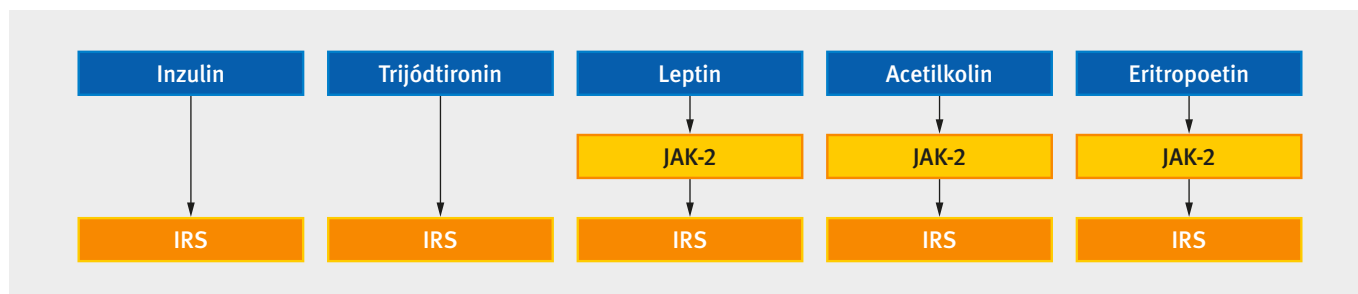 Inzulin
Trijódtironin
Leptin
Acetilkolin
Eritropoetin
JAK-2
JAK-2
JAK-2
IRS
IRS
IRS
IRS
IRS